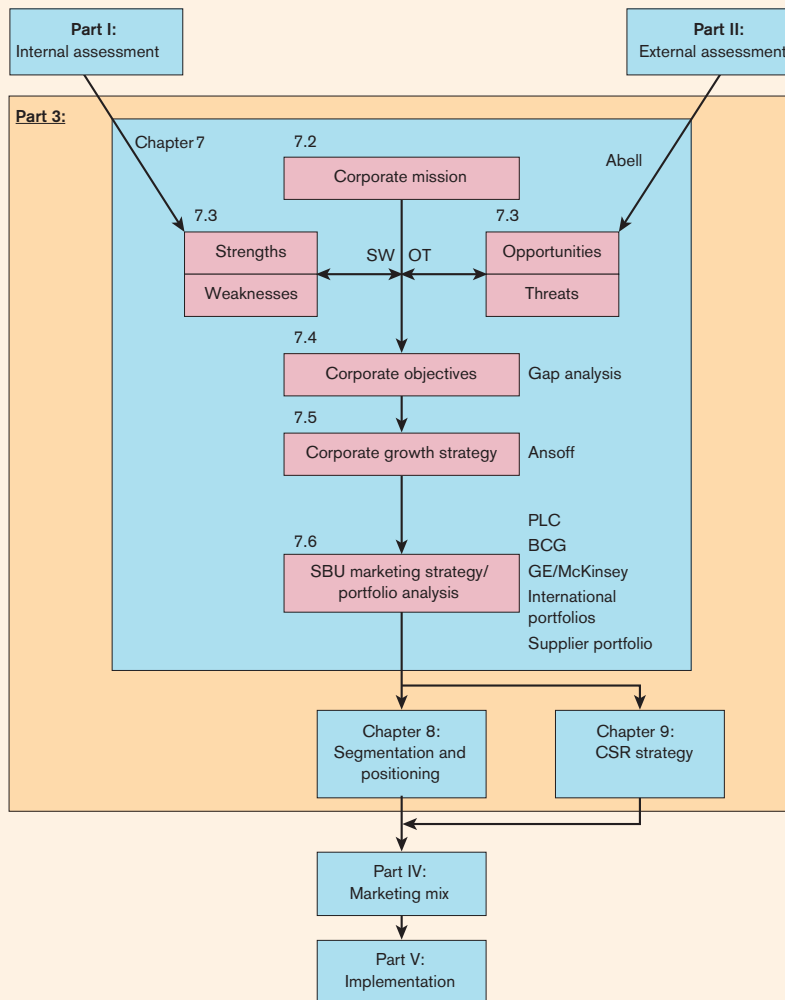 Part I:
Internal assessment
Part II:
External assessment
Part 3:
Chapter 7
7.2
Corporate mission
Abell
7.3
Strengths
Weaknesses
SW
OT
7.3
Opportunities
Threats
7.4
Corporate objectives
Gap analysis
7.5
Corporate growth strategy
Ansoff
7.6
SBU marketing strategy/
portfolio analysis
PLC
BCG
GE/McKinsey
International
portfolios
Supplier portfolio
Chapter 8:
Segmentation and
positioning
Chapter 9:
CSR strategy
Part IV:
Marketing mix
Part V:
Implementation